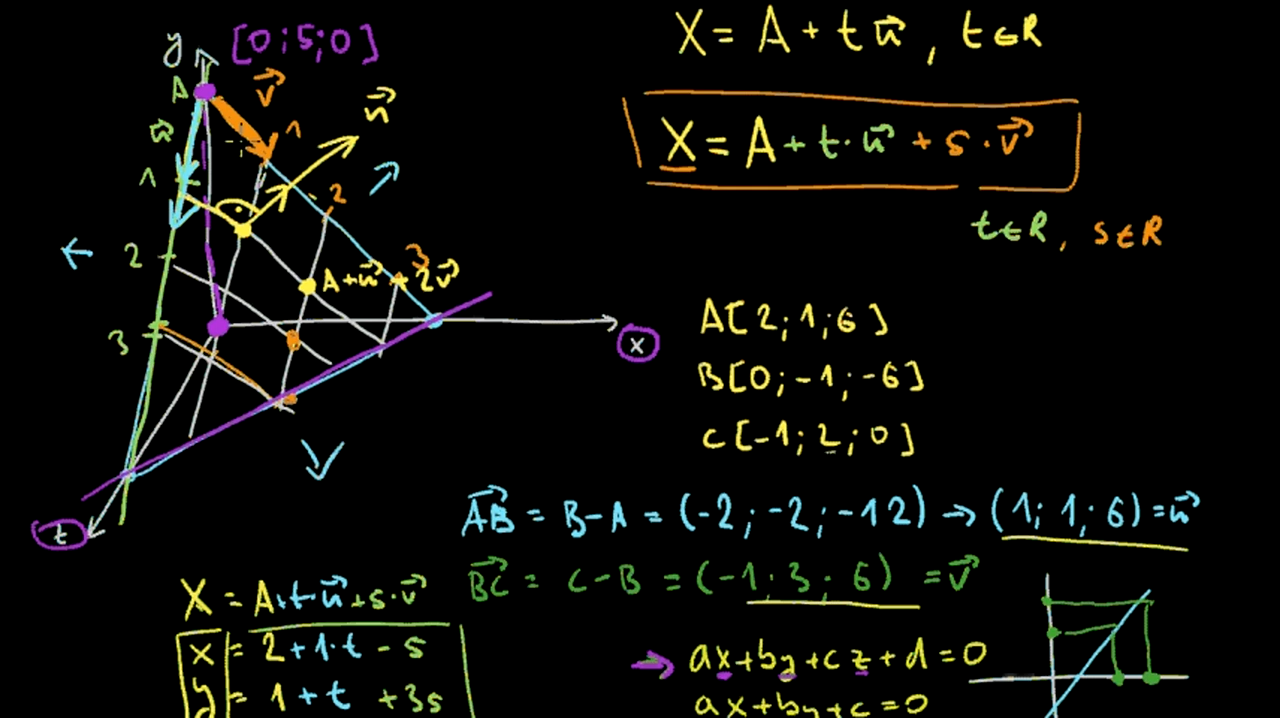 y [0;5;0]
A v⃗
u⃗ n⃗
1
1
2
2
3
A+u⃗+2v⃗
3
x
t
X = A + t u⃗, t∈R
X = A + t·u⃗ + s·v⃗
t∈R, s∈R
A[2;1;6]
B[0;-1;-6]
C[-1;2;0]
AB⃗ = B-A = (-2;-2;-12) → (1;1;6) = u⃗
BC⃗ = C-B = (-1;3;6) = v⃗
X = A+t·u⃗+s·v⃗
x = 2+1·t - s
y = 1+t +3s
→ ax+by+cz+d=0
ax+by+c=0